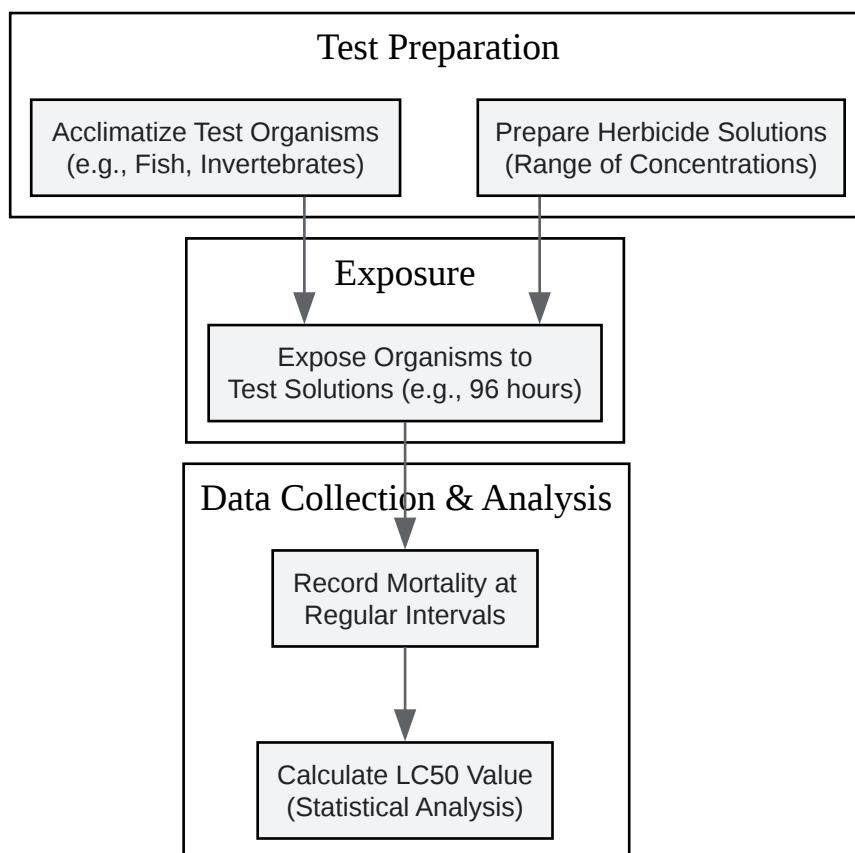 Test Preparation
Acclimatize Test Organisms
(e.g., Fish, Invertebrates)
Prepare Herbicide Solutions
(Range of Concentrations)
Exposure
Expose Organisms to
Test Solutions (e.g., 96 hours)
Data Collection & Analysis
Record Mortality at
Regular Intervals
Calculate LC50 Value
(Statistical Analysis)